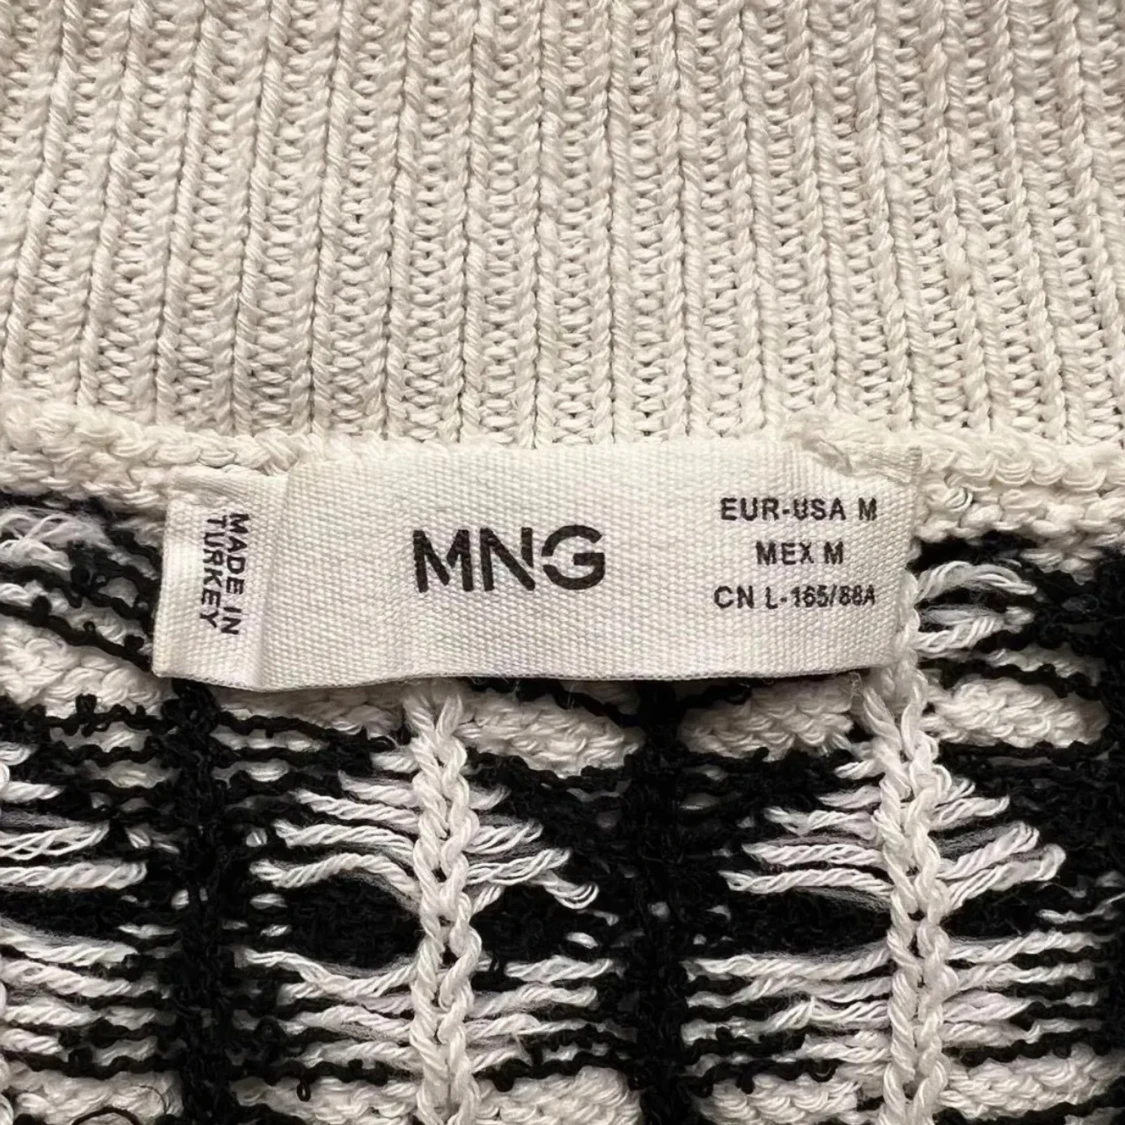 MADE IN
TURKEY
MNG
EUR-USA M
MEX M
CN L-165/88A